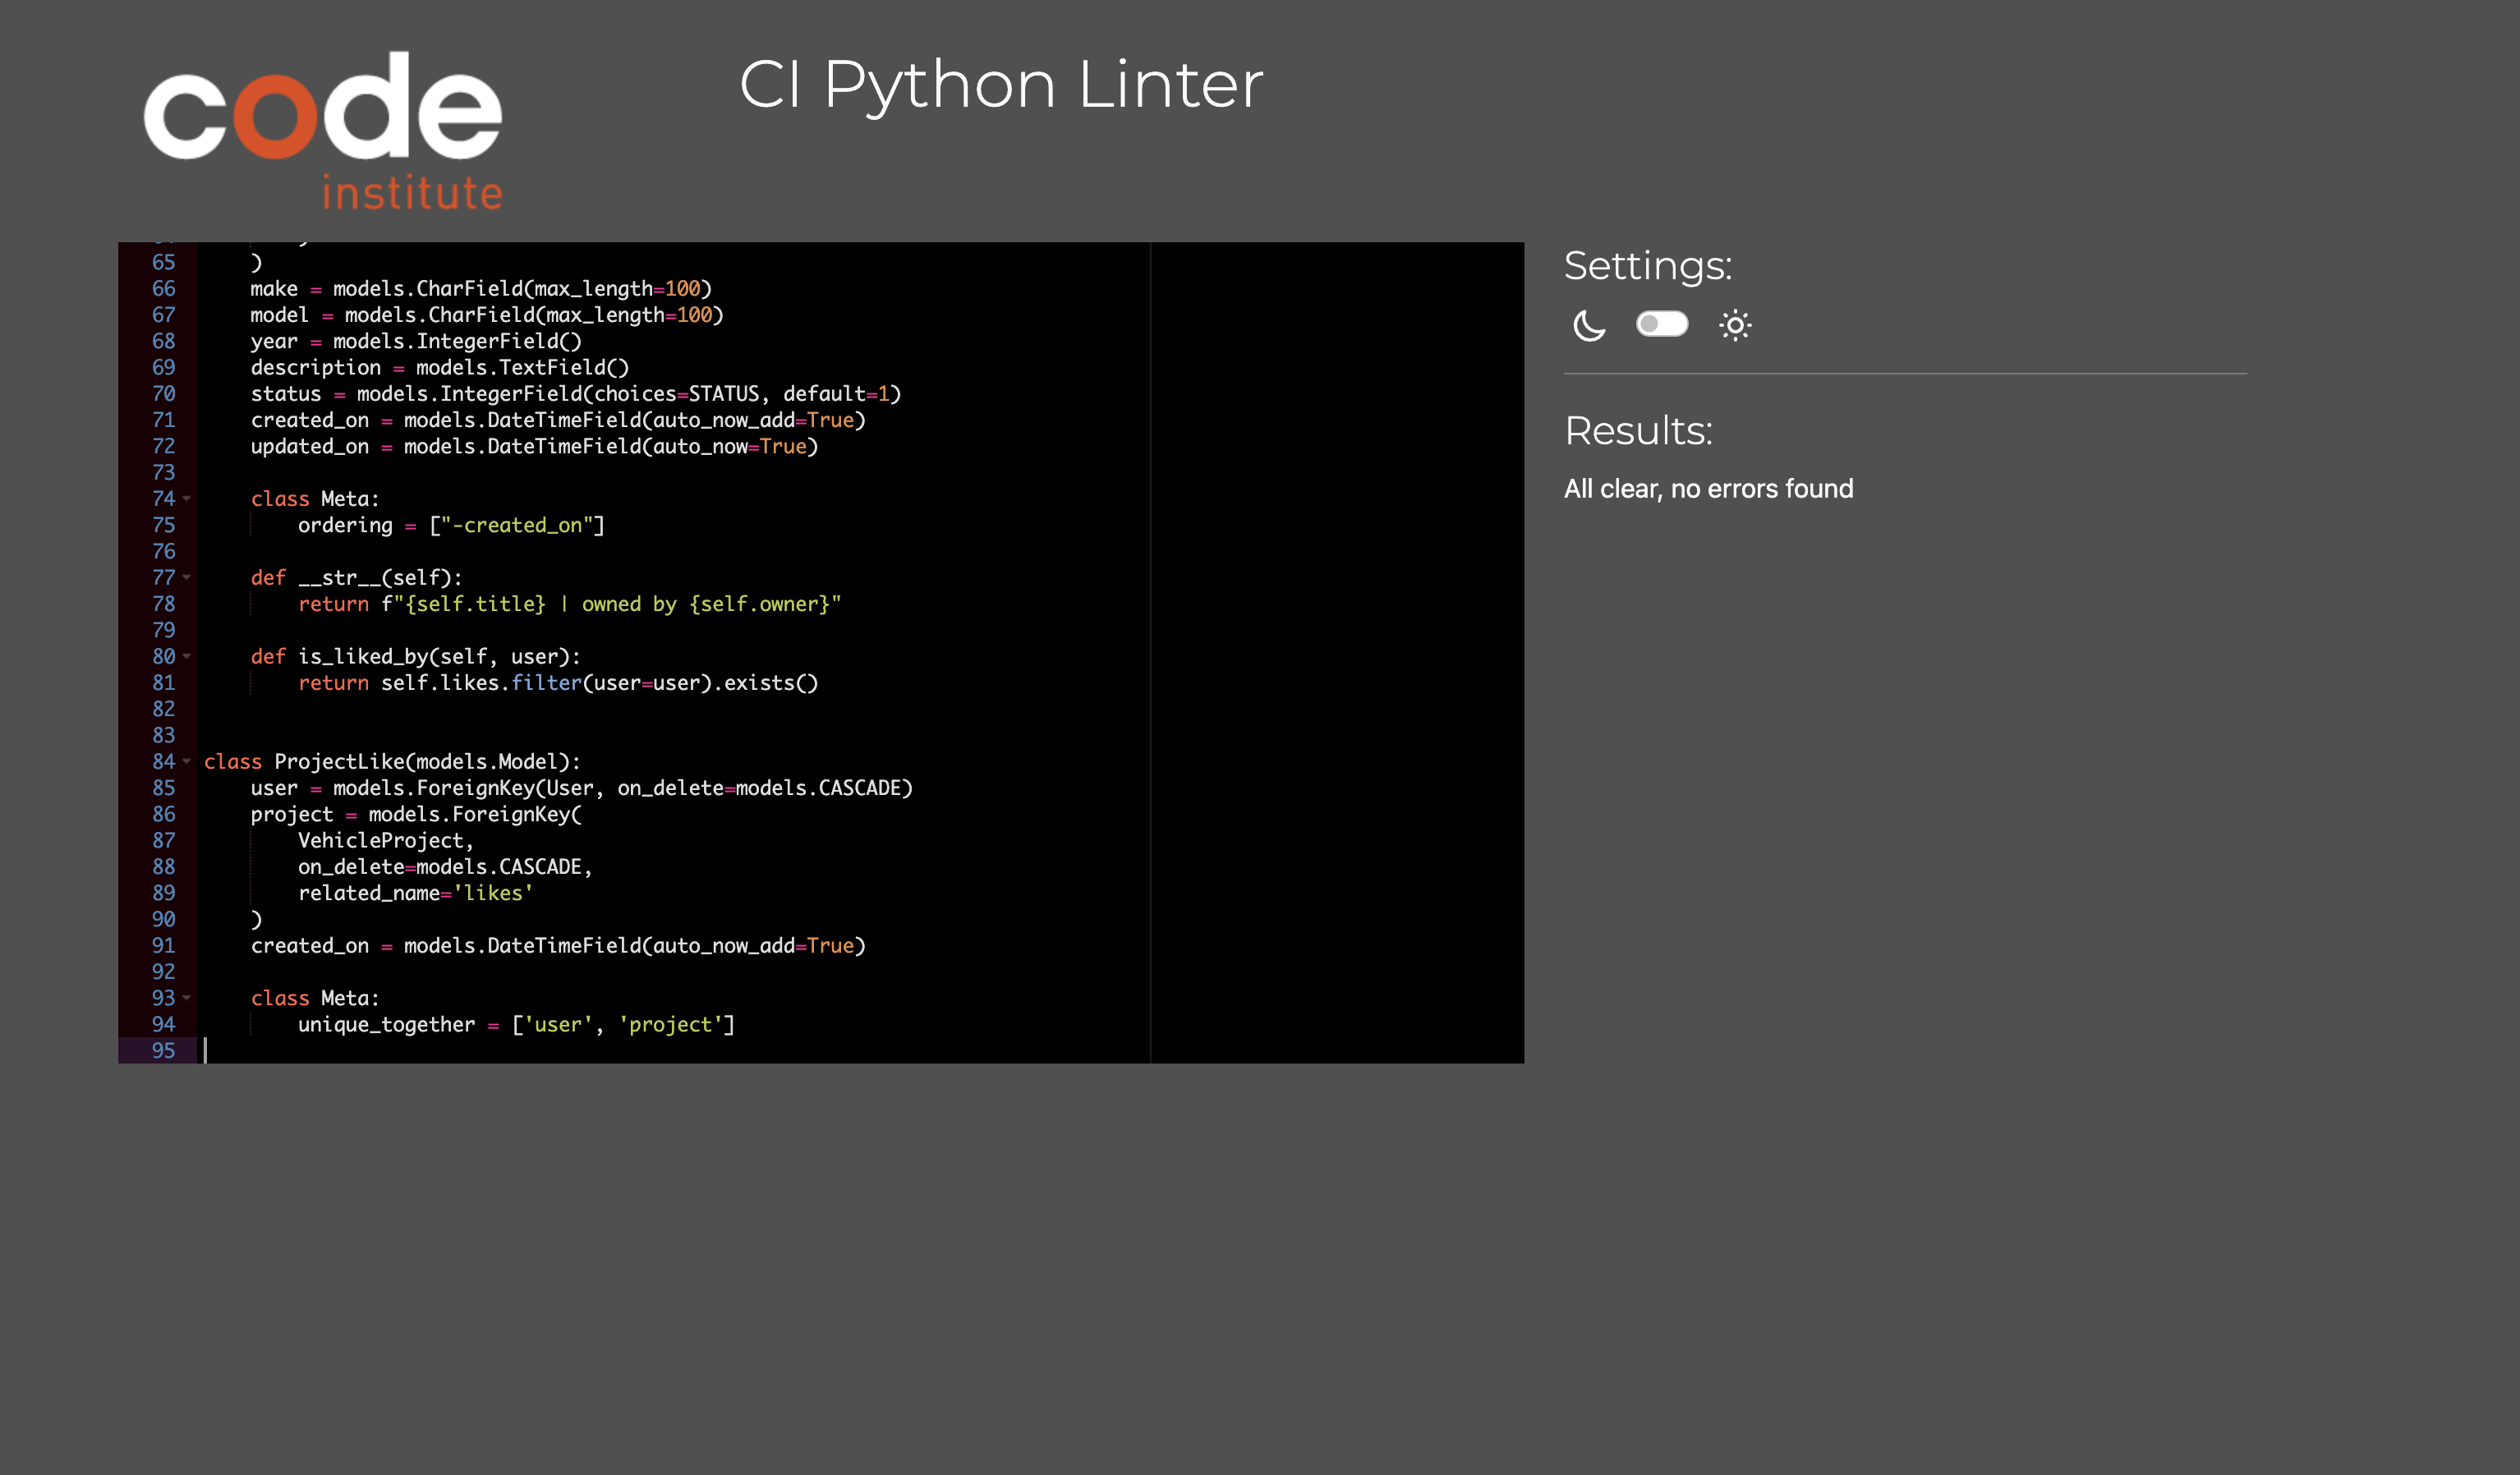 code
institute
CI Python Linter
65 )
66 make = models.CharField(max_length=100)
67 model = models.CharField(max_length=100)
68 year = models.IntegerField()
69 description = models.TextField()
70 status = models.IntegerField(choices=STATUS, default=1)
71 created_on = models.DateTimeField(auto_now_add=True)
72 updated_on = models.DateTimeField(auto_now=True)
73
74 class Meta:
75 ordering = ["-created_on"]
76
77 def __str__(self):
78 return f"{self.title} | owned by {self.owner}"
79
80 def is_liked_by(self, user):
81 return self.likes.filter(user=user).exists()
82
83
84 class ProjectLike(models.Model):
85 user = models.ForeignKey(User, on_delete=models.CASCADE)
86 project = models.ForeignKey(
87 VehicleProject,
88 on_delete=models.CASCADE,
89 related_name='likes'
90 )
91 created_on = models.DateTimeField(auto_now_add=True)
92
93 class Meta:
94 unique_together = ['user', 'project']
95
Settings:
Results:
All clear, no errors found